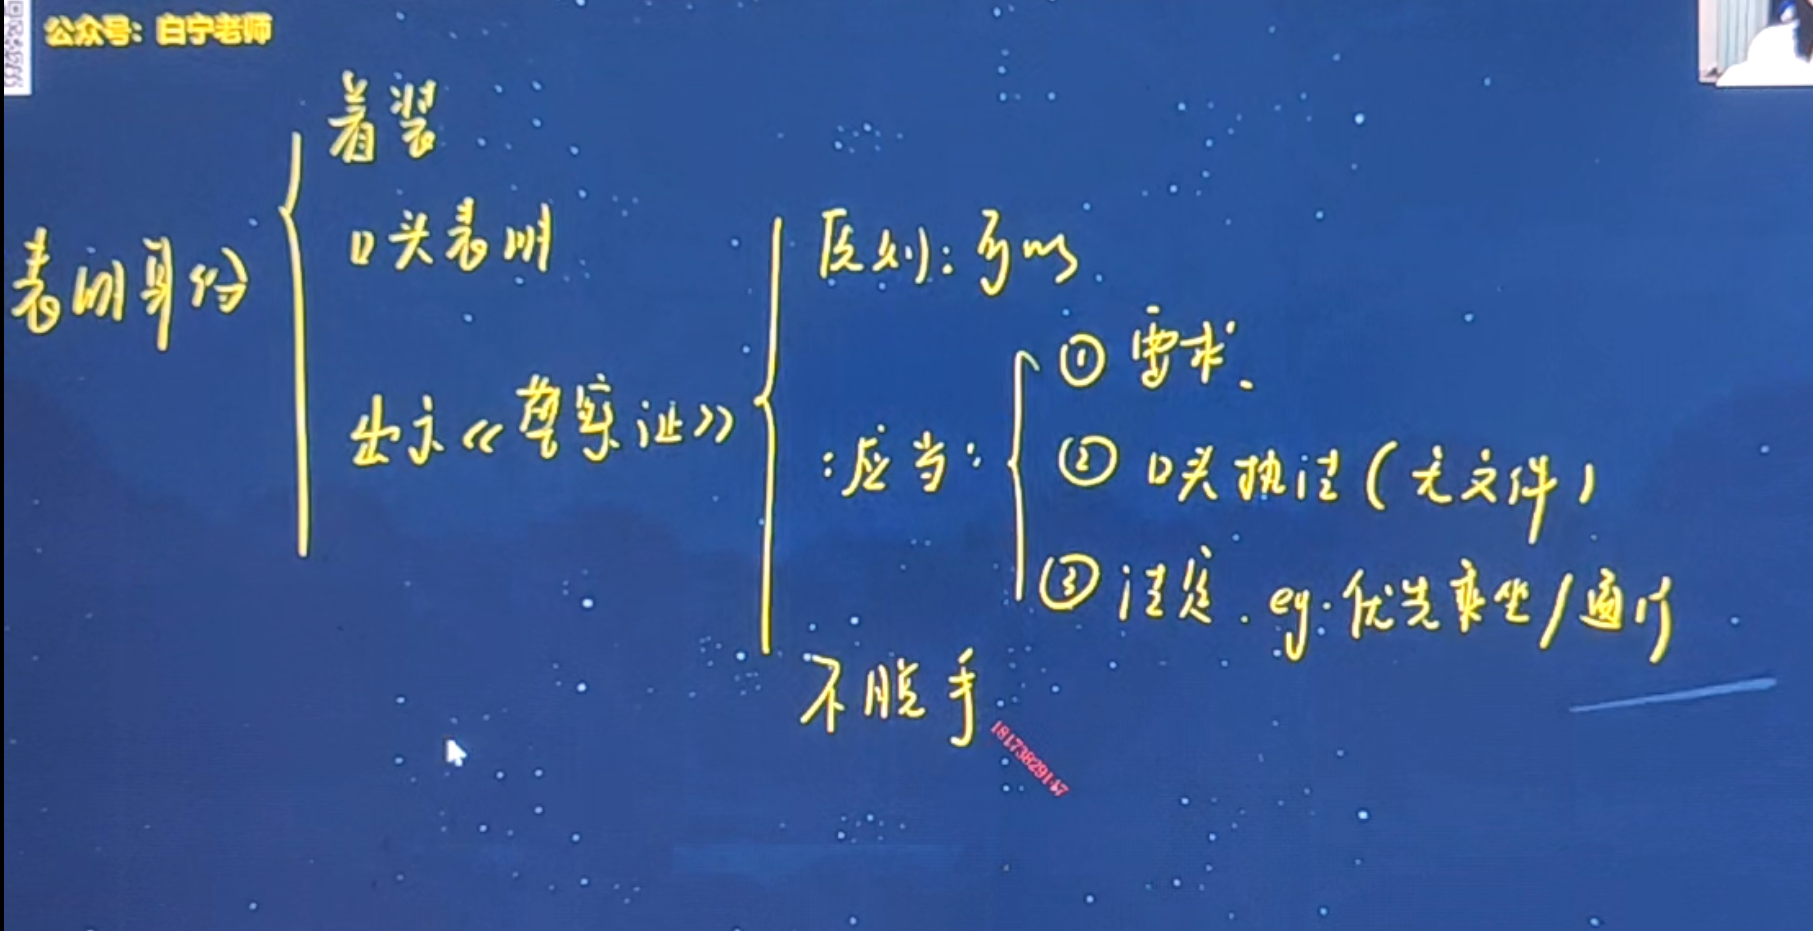 公众号：白宁老师
着装
口头表明
表明身份
原则：可以
①需求.
出示《警察证》
：应当：
②口头执法（无文件）
③法定. eg.优先乘坐/通行
不脱手
18173829147